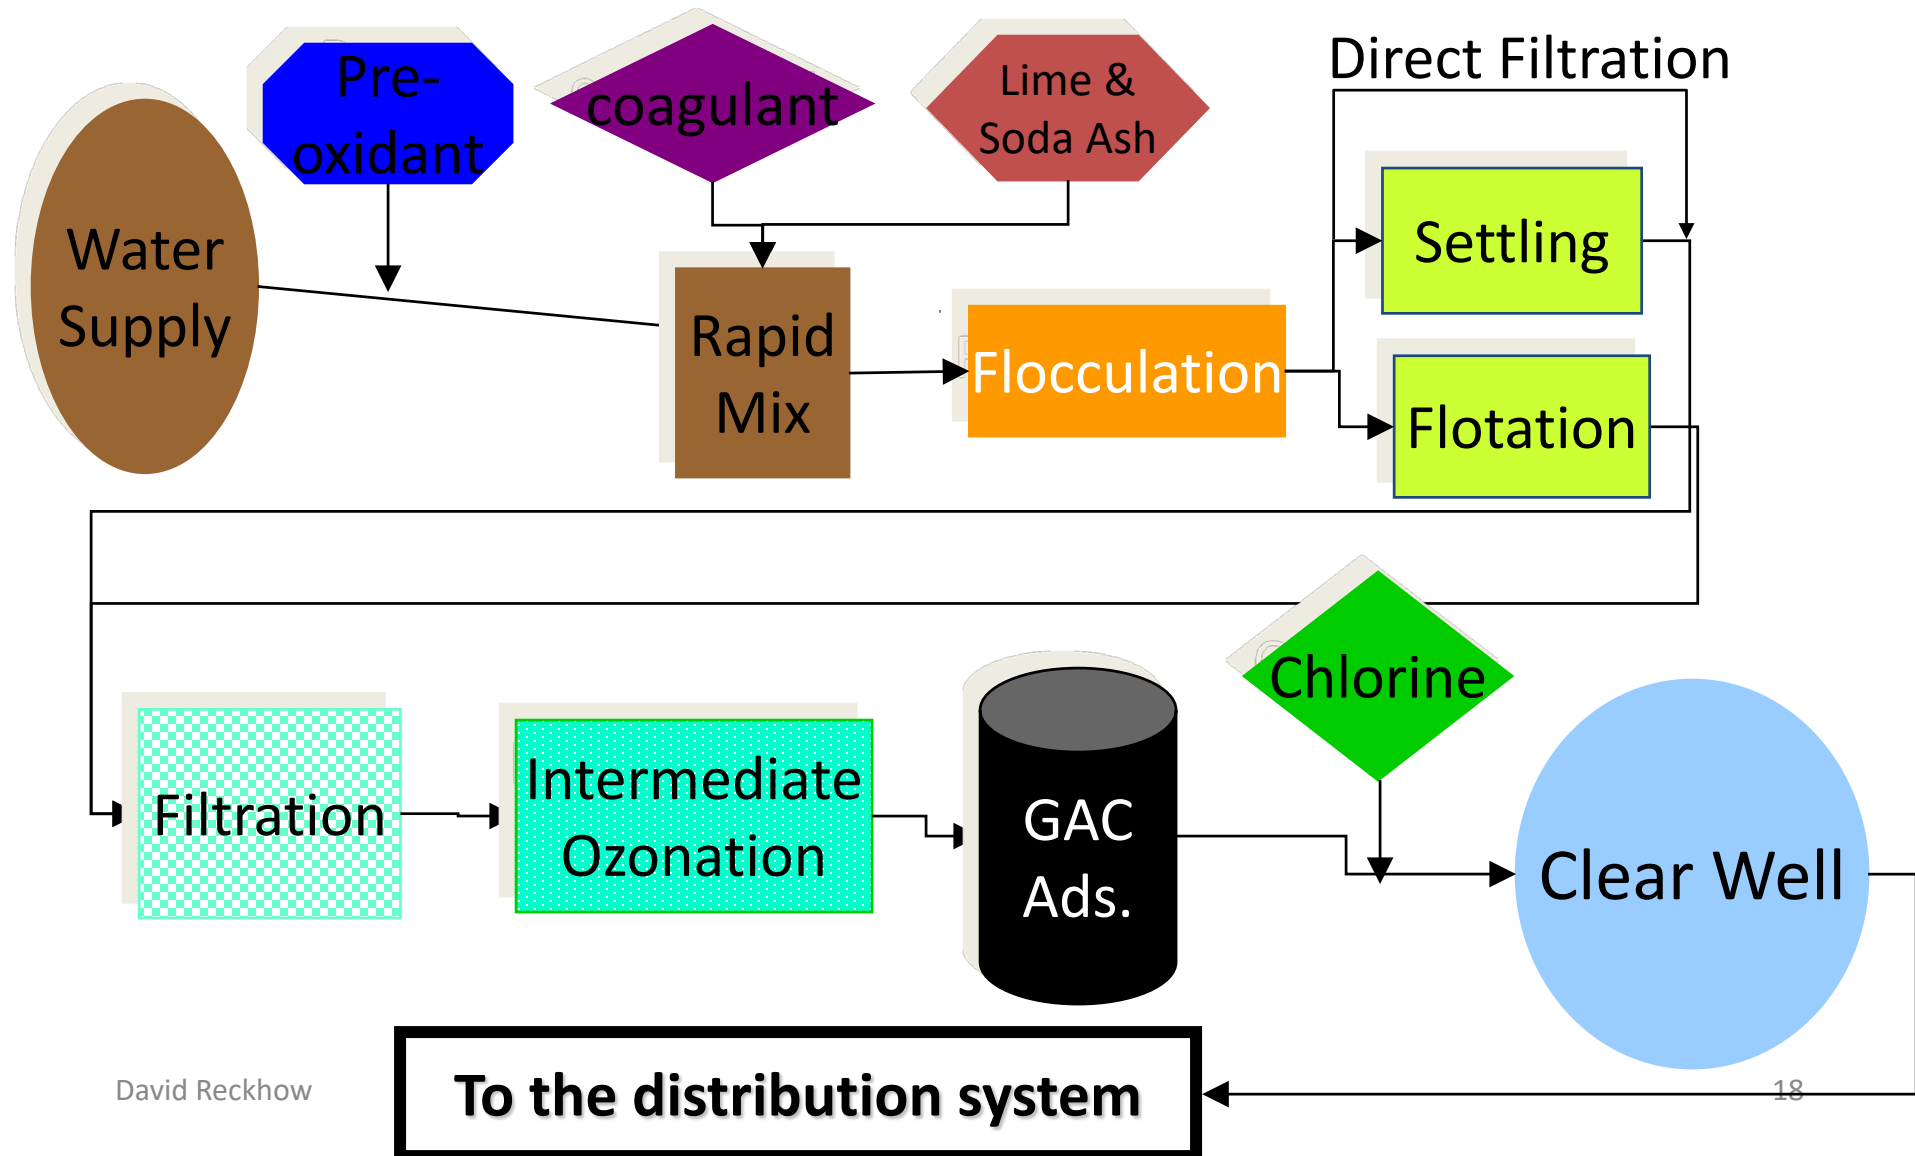 Pre-
oxidant
coagulant
Lime &
Soda Ash
Direct Filtration
Water
Supply
Rapid
Mix
Flocculation
Settling
Flotation
Chlorine
Filtration
Intermediate
Ozonation
GAC
Ads.
Clear Well
To the distribution system
David Reckhow
18